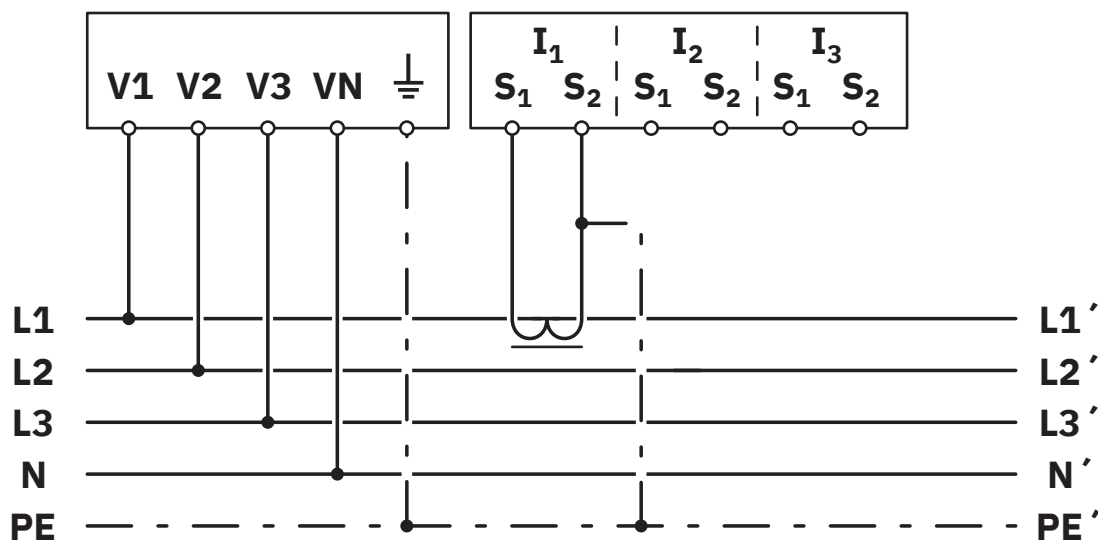 I₁ I₂ I₃
V1 V2 V3 VN S₁ S₂ S₁ S₂ S₁ S₂
L1 L1´
L2 L2´
L3 L3´
N N´
PE PE´